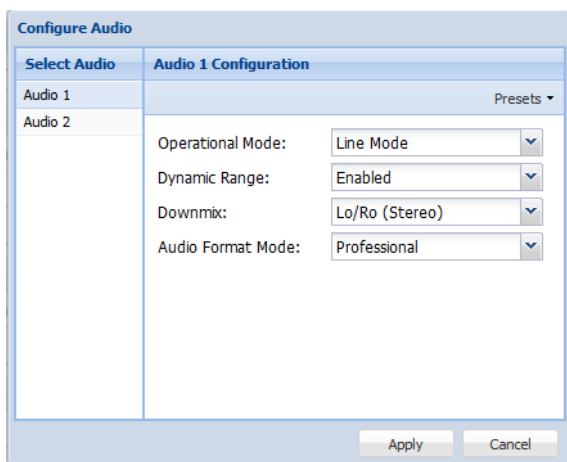 Configure Audio
Select Audio
Audio 1
Audio 2
Audio 1 Configuration
Presets
Operational Mode: Line Mode
Dynamic Range: Enabled
Downmix: Lo/Ro (Stereo)
Audio Format Mode: Professional
Apply Cancel